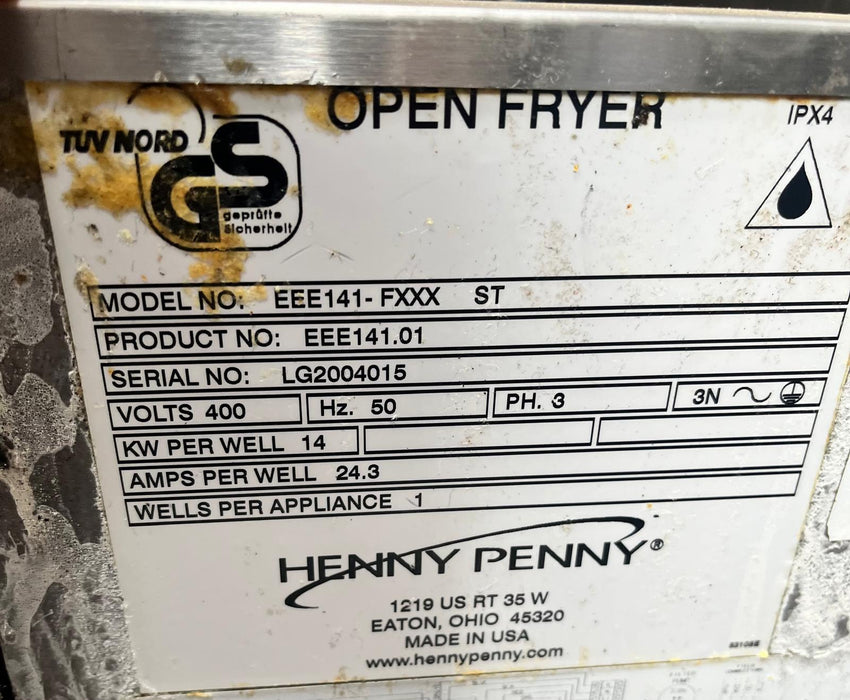 OPEN FRYER
IPX4
TUV NORD
GS
geprüfte
Sicherheit
MODEL NO: EEE141-FXXX ST
PRODUCT NO: EEE141.01
SERIAL NO: LG2004015
VOLTS 400 Hz. 50 PH. 3 3N
KW PER WELL 14
AMPS PER WELL 24.3
WELLS PER APPLIANCE 1
HENNY PENNY®
1219 US RT 35 W
EATON, OHIO 45320
MADE IN USA
www.hennypenny.com